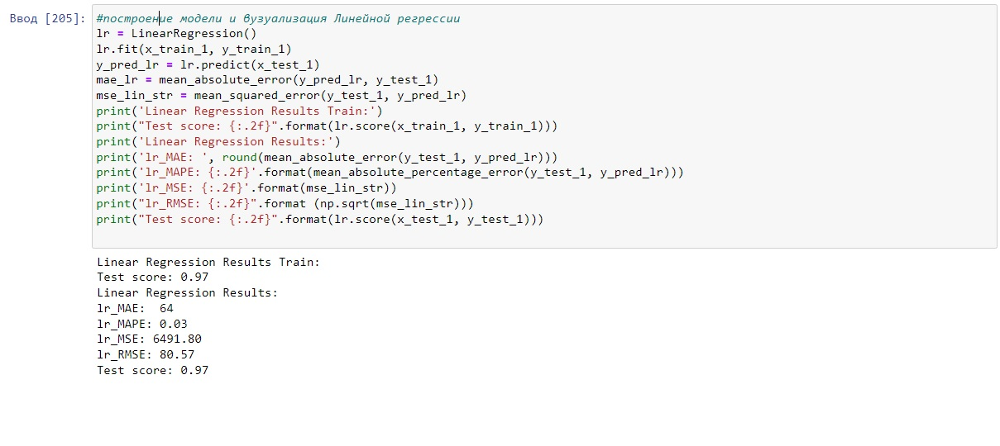 Ввод [205]: #построение модели и вузуализация Линейной регрессии
lr = LinearRegression()
lr.fit(x_train_1, y_train_1)
y_pred_lr = lr.predict(x_test_1)
mae_lr = mean_absolute_error(y_pred_lr, y_test_1)
mse_lin_str = mean_squared_error(y_test_1, y_pred_lr)
print('Linear Regression Results Train:')
print("Test score: {:.2f}".format(lr.score(x_train_1, y_train_1)))
print('Linear Regression Results:')
print('lr_MAE: ', round(mean_absolute_error(y_test_1, y_pred_lr)))
print('lr_MAPE: {:.2f}'.format(mean_absolute_percentage_error(y_test_1, y_pred_lr)))
print('lr_MSE: {:.2f}'.format(mse_lin_str))
print("lr_RMSE: {:.2f}".format (np.sqrt(mse_lin_str)))
print("Test score: {:.2f}".format(lr.score(x_test_1, y_test_1)))
Linear Regression Results Train:
Test score: 0.97
Linear Regression Results:
lr_MAE:  64
lr_MAPE: 0.03
lr_MSE: 6491.80
lr_RMSE: 80.57
Test score: 0.97